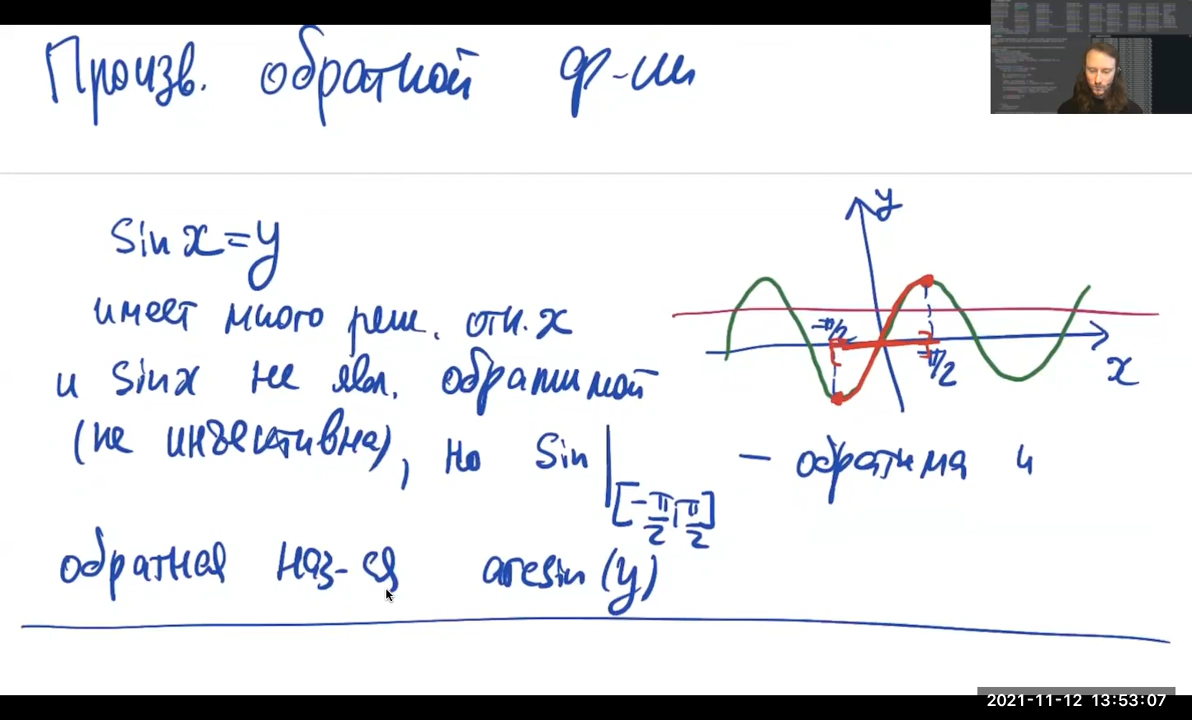 Произв. обратной ф-ии
sin x = y
имеет много реш. отн. x
и sin x не явл. обратимой
(не инъективна), но sin|[-π/2, π/2] — обратима и
обратная наз-ся arcsin(y)
y
-π/2
π/2
x
2021-11-12 13:53:07